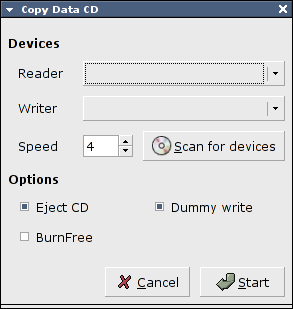 Copy Data CD
Devices
Reader
Writer
Speed 4 Scan for devices
Options
Eject CD Dummy write
BurnFree
Cancel Start